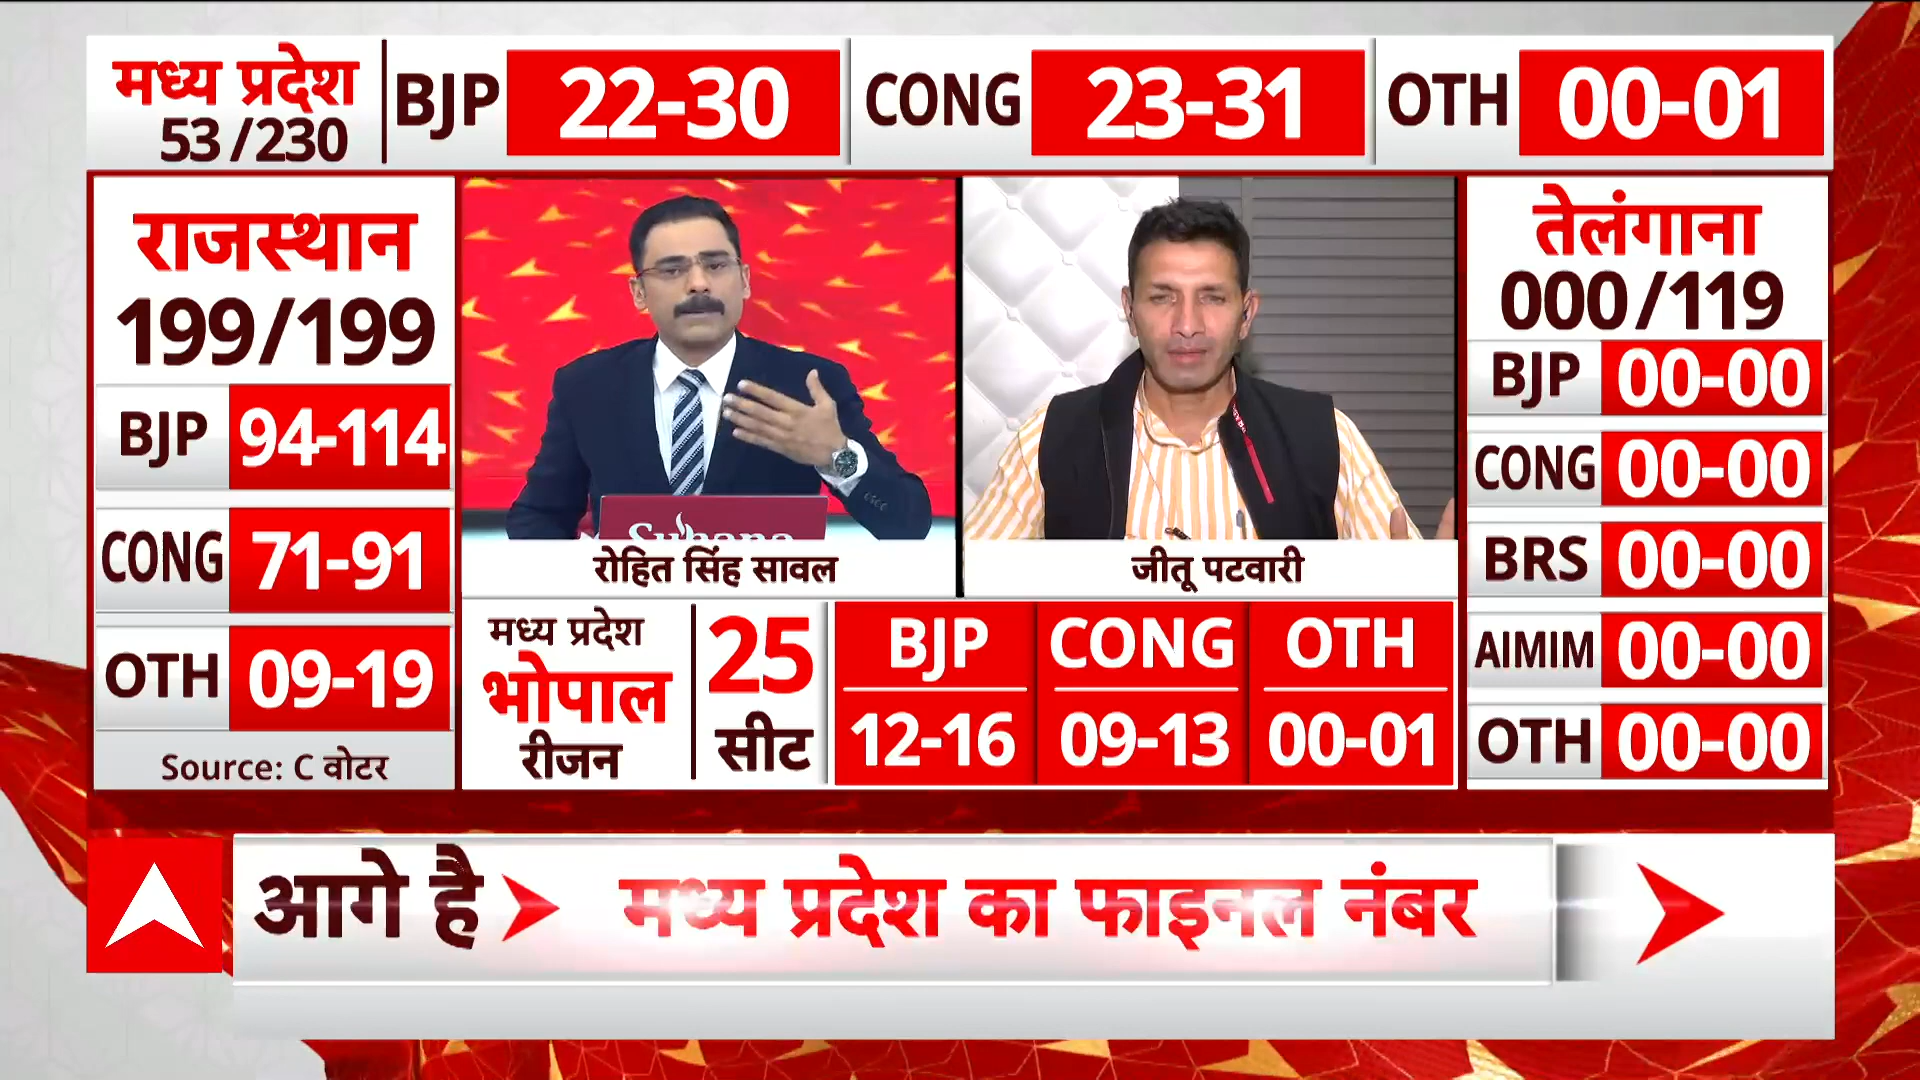 मध्य प्रदेश
53/230
BJP 22-30
CONG 23-31
OTH 00-01
राजस्थान
199/199
BJP 94-114
CONG 71-91
OTH 09-19
Source: C वोटर
Suhana
रोहित सिंह सावल
जीतू पटवारी
मध्य प्रदेश
भोपाल
रीजन
25
सीट
BJP CONG OTH
12-16 09-13 00-01
तेलंगाना
000/119
BJP 00-00
CONG 00-00
BRS 00-00
AIMIM 00-00
OTH 00-00
आगे है मध्य प्रदेश का फाइनल नंबर